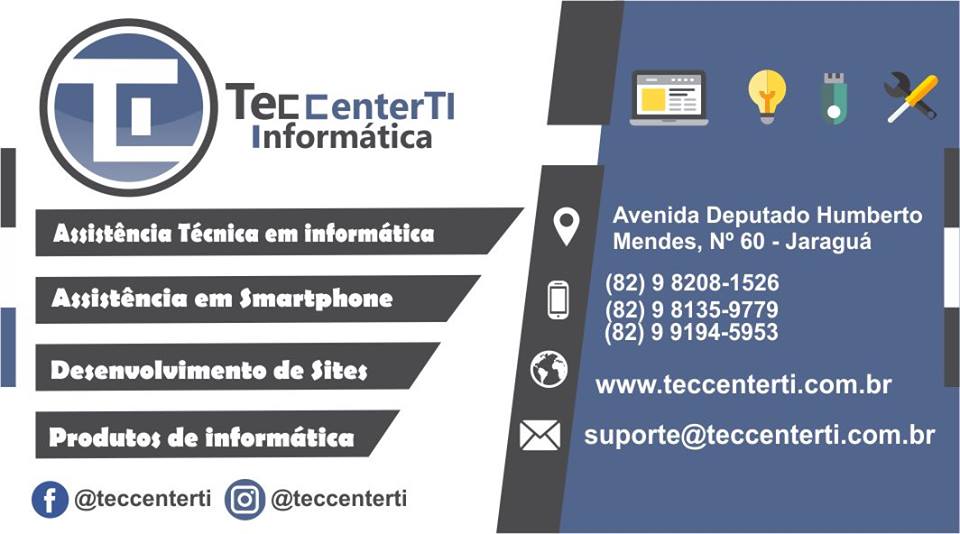 Tec CenterTI
Informática
Assistência Técnica em informática
Assistência em Smartphone
Desenvolvimento de Sites
Produtos de informática
@teccenterti
@teccenterti
Avenida Deputado Humberto
Mendes, Nº 60 - Jaraguá
(82) 9 8208-1526
(82) 9 8135-9779
(82) 9 9194-5953
www.teccenterti.com.br
suporte@teccenterti.com.br